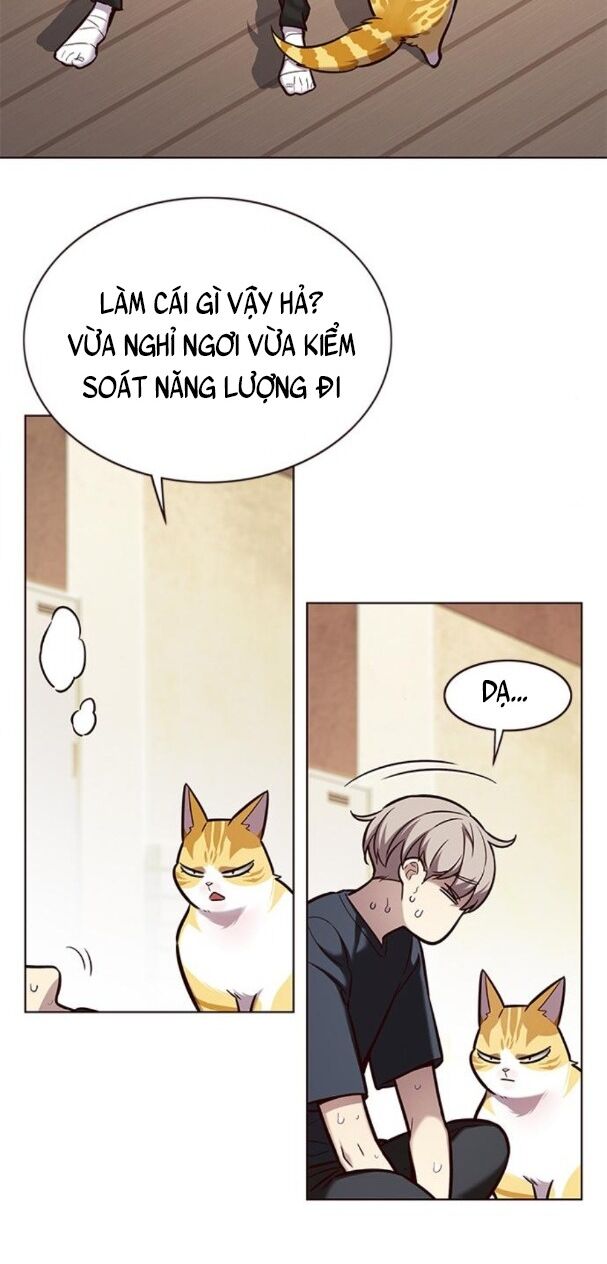 LÀM CÁI GÌ VẬY HẢ?
VỪA NGHỈ NGƠI VỪA KIỂM
SOÁT NĂNG LƯỢNG ĐI
DẠ...